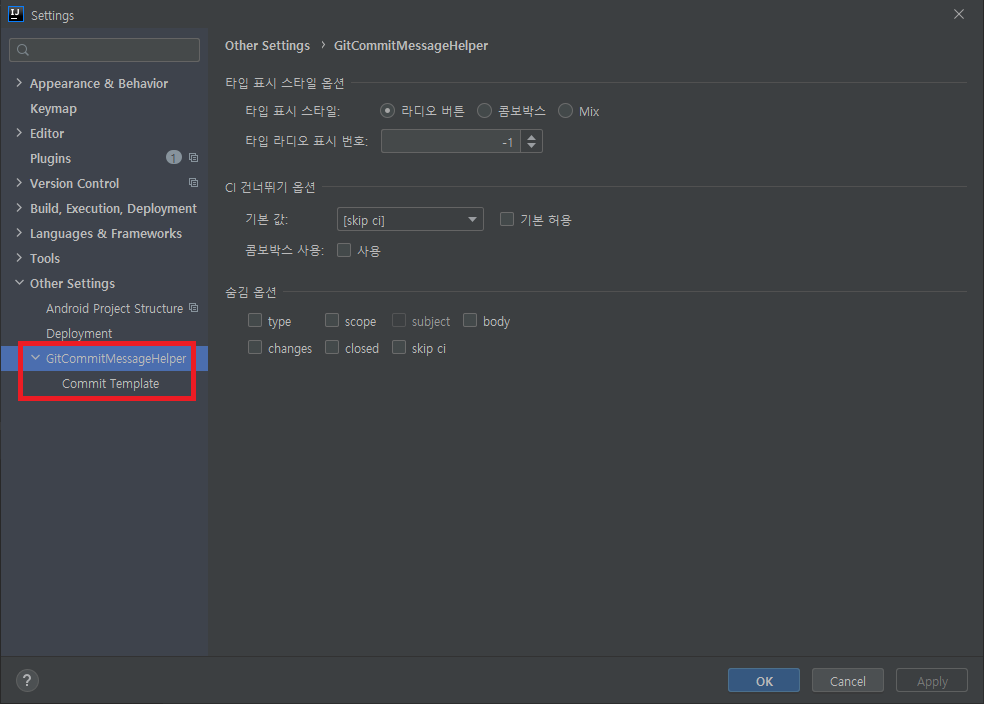 IJ
Settings
Appearance & Behavior
Keymap
Editor
Plugins 1
Version Control
Build, Execution, Deployment
Languages & Frameworks
Tools
Other Settings
Android Project Structure
Deployment
GitCommitMessageHelper
Commit Template
Other Settings › GitCommitMessageHelper
타입 표시 스타일 옵션
타입 표시 스타일: 라디오 버튼 콤보박스 Mix
타입 라디오 표시 번호: -1
CI 건너뛰기 옵션
기본 값: [skip ci] 기본 허용
콤보박스 사용: 사용
숨김 옵션
type scope subject body
changes closed skip ci
? OK Cancel Apply